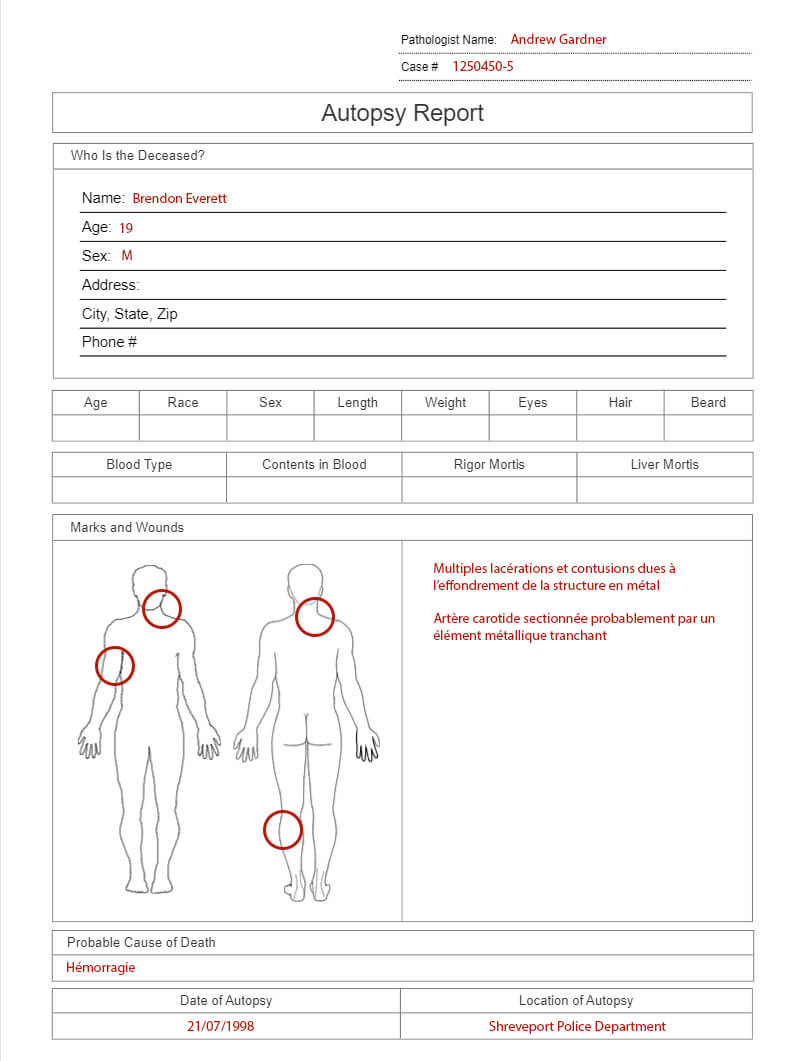 Pathologist Name: Andrew Gardner
Case # 1250450-5
Autopsy Report
Who Is the Deceased?
Name: Brendon Everett
Age: 19
Sex: M
Address:
City, State, Zip
Phone #
Age Race Sex Length Weight Eyes Hair Beard
Blood Type Contents in Blood Rigor Mortis Liver Mortis
Marks and Wounds
Multiples lacérations et contusions dues à
l'effondrement de la structure en métal
Artère carotide sectionnée probablement par un
élément métallique tranchant
Probable Cause of Death
Hémorragie
Date of Autopsy Location of Autopsy
21/07/1998 Shreveport Police Department